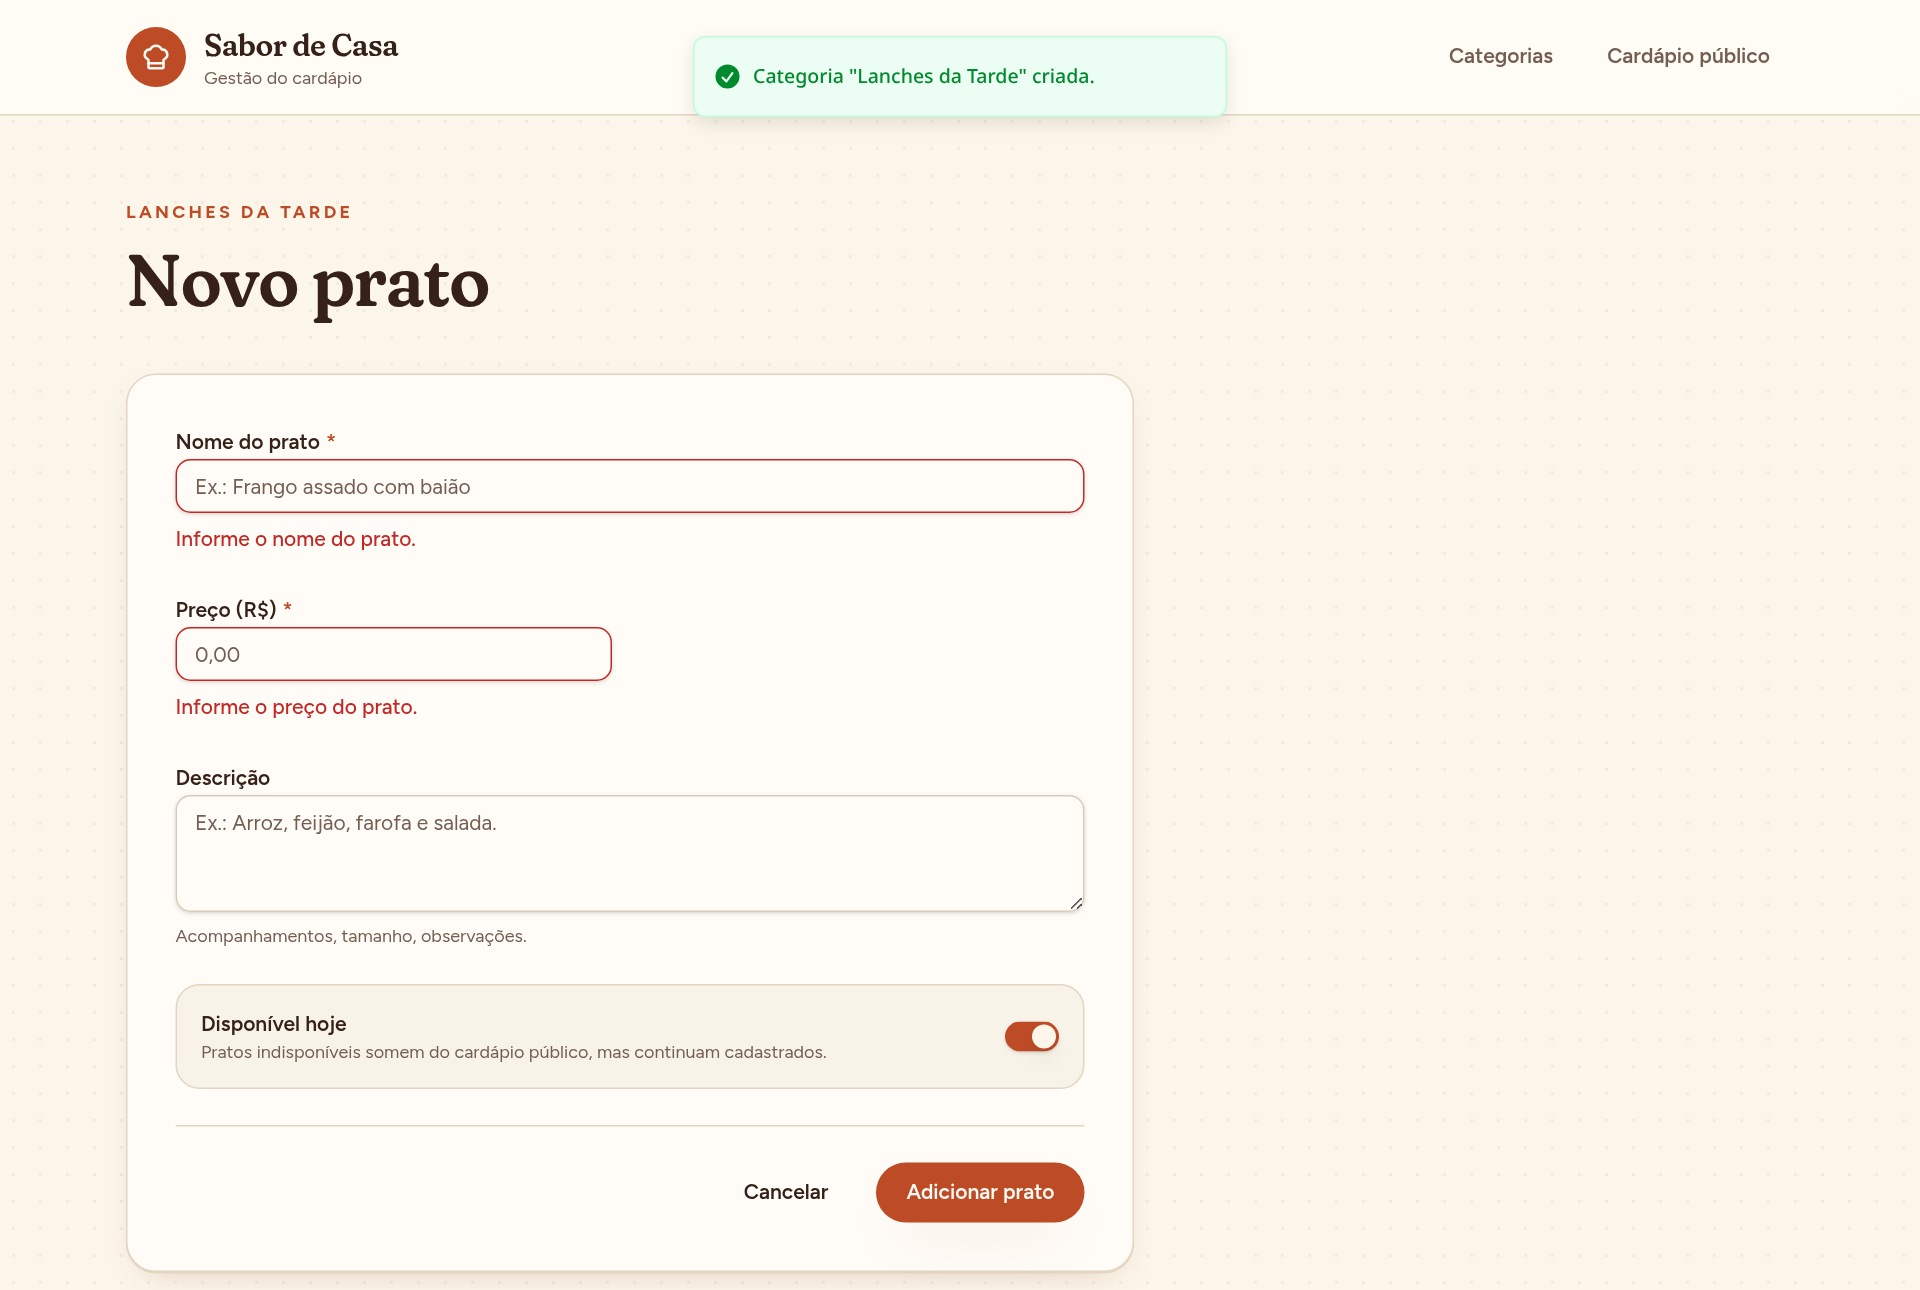 Sabor de Casa
Gestão do cardápio
Categoria "Lanches da Tarde" criada.
Categorias
Cardápio público
LANCHES DA TARDE
Novo prato
Nome do prato *
Ex.: Frango assado com baião
Informe o nome do prato.
Preço (R$) *
0,00
Informe o preço do prato.
Descrição
Ex.: Arroz, feijão, farofa e salada.
Acompanhamentos, tamanho, observações.
Disponível hoje
Pratos indisponíveis somem do cardápio público, mas continuam cadastrados.
Cancelar
Adicionar prato